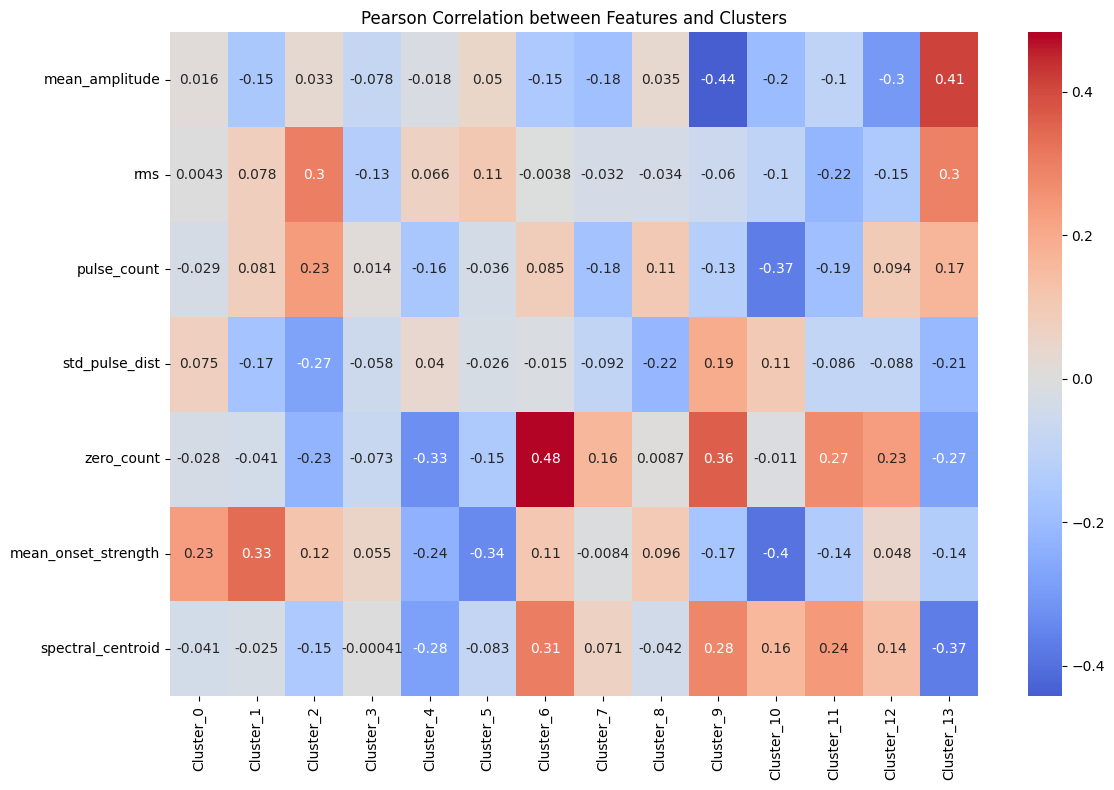 Pearson Correlation between Features and Clusters
mean_amplitude 0.016 -0.15 0.033 -0.078 -0.018 0.05 -0.15 -0.18 0.035 -0.44 -0.2 -0.1 -0.3 0.41
rms 0.0043 0.078 0.3 -0.13 0.066 0.11 -0.0038 -0.032 -0.034 -0.06 -0.1 -0.22 -0.15 0.3
pulse_count -0.029 0.081 0.23 0.014 -0.16 -0.036 0.085 -0.18 0.11 -0.13 -0.37 -0.19 0.094 0.17
std_pulse_dist 0.075 -0.17 -0.27 -0.058 0.04 -0.026 -0.015 -0.092 -0.22 0.19 0.11 -0.086 -0.088 -0.21
zero_count -0.028 -0.041 -0.23 -0.073 -0.33 -0.15 0.48 0.16 0.0087 0.36 -0.011 0.27 0.23 -0.27
mean_onset_strength 0.23 0.33 0.12 0.055 -0.24 -0.34 0.11 -0.0084 0.096 -0.17 -0.4 -0.14 0.048 -0.14
spectral_centroid -0.041 -0.025 -0.15 -0.00041 -0.28 -0.083 0.31 0.071 -0.042 0.28 0.16 0.24 0.14 -0.37
Cluster_0 Cluster_1 Cluster_2 Cluster_3 Cluster_4 Cluster_5 Cluster_6 Cluster_7 Cluster_8 Cluster_9 Cluster_10 Cluster_11 Cluster_12 Cluster_13
0.4
0.2
0.0
−0.2
−0.4